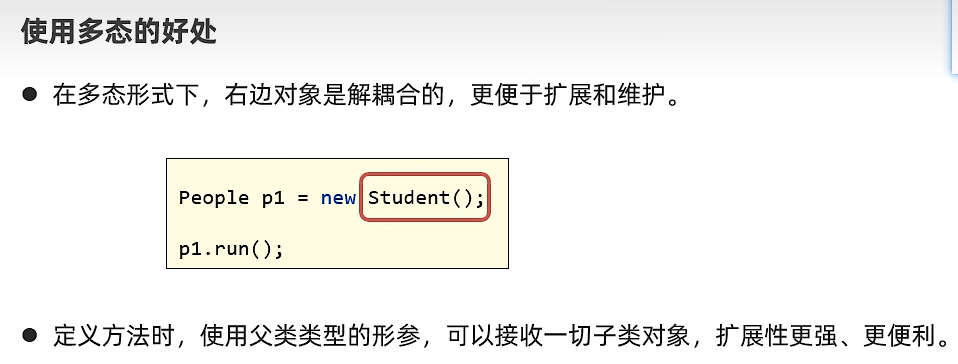 使用多态的好处
● 在多态形式下，右边对象是解耦合的，更便于扩展和维护。
People p1 = new Student();
p1.run();
● 定义方法时，使用父类类型的形参，可以接收一切子类对象，扩展性更强、更便利。